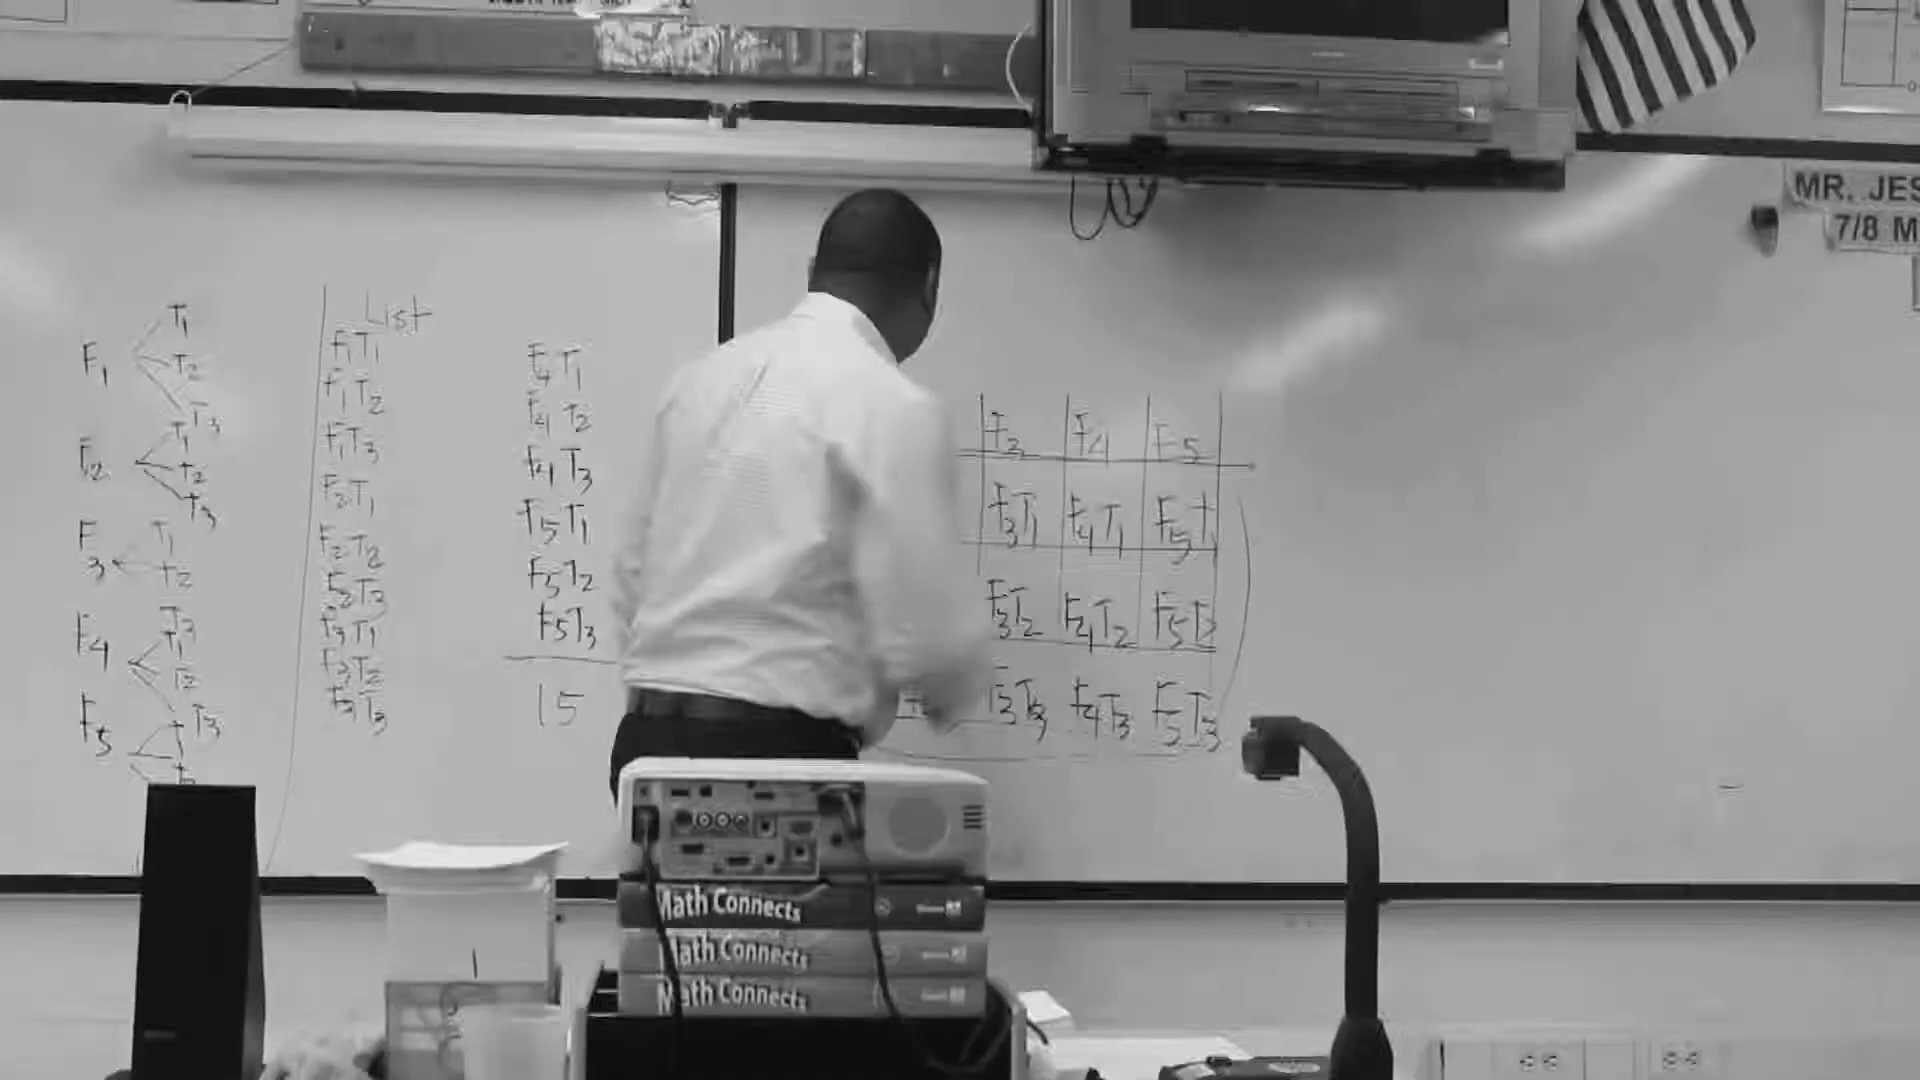 MR. JES
7/8 M
List
F1
T1
T2
T3
F2
T1
T2
T3
F3
T1
T2
T3
F4
T1
T2
T3
F5
T
F1T1
F1T2
F1T3
F2T1
F2T2
F2T3
F3T1
F3T2
F3T3
F4T1
F4T2
F4T3
F5T1
F5T2
F5T3
15
F3 F4 F5
F3T1 F4T1 F5T1
F3T2 F4T2 F5T2
F3T3 F4T3 F5T3
Math Connects
Math Connects
Math Connects